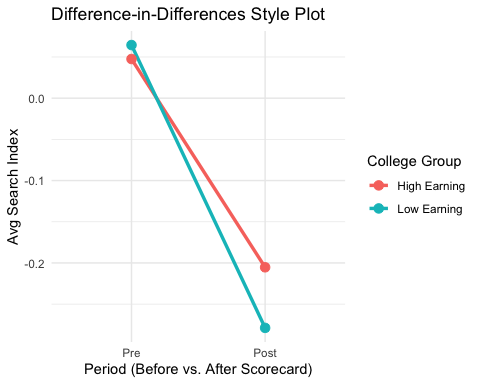 Difference-in-Differences Style Plot
Avg Search Index
0.0
-0.1
-0.2
Pre
Post
Period (Before vs. After Scorecard)
College Group
High Earning
Low Earning